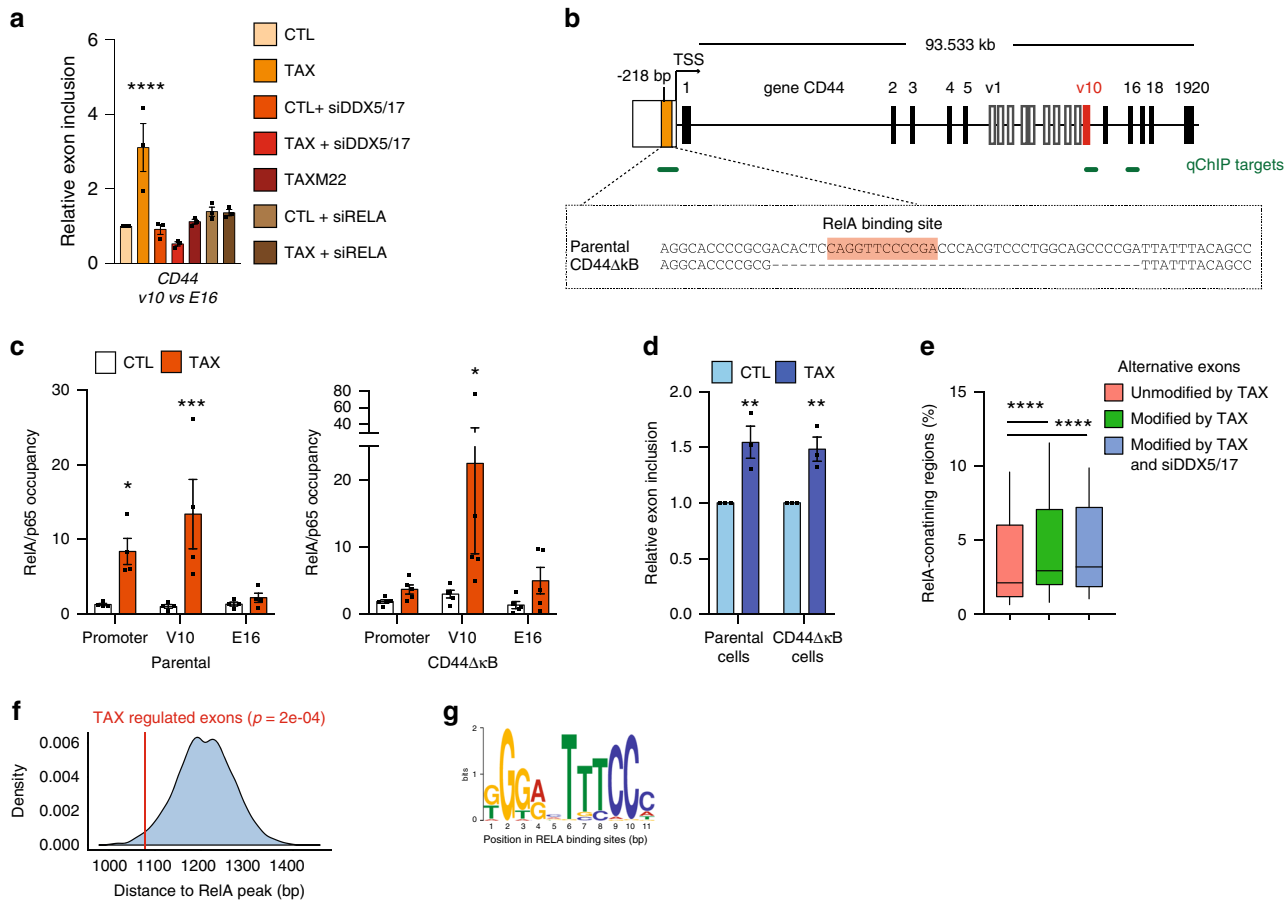 a
6
4
2
0
Relative exon inclusion
****
CD44
v10 vs E16
CTL
TAX
CTL+ siDDX5/17
TAX + siDDX5/17
TAXM22
CTL + siRELA
TAX + siRELA
b
93.533 kb
-218 bp
TSS
1
gene CD44
2 3 4 5 v1 v10 16 18 1920
qChIP targets
RelA binding site
Parental AGGCACCCCGCGACACTCCAGGTTCCCCGACCCACGTCCCTGGCAGCCCCGATTATTTACAGCC
CD44ΔkB AGGCACCCCGCG----------------------------------------TTATTTACAGCC
c
CTL TAX
30
20
10
0
RelA/p65 occupancy
*
***
Promoter V10 E16
Parental
80
60
40
20
10
0
RelA/p65 occupancy
*
Promoter V10 E16
CD44ΔκB
d
CTL TAX
2.0
1.5
1.0
0.5
0.0
Relative exon inclusion
** **
Parental cells
CD44ΔκB cells
e
15
10
5
0
RelA-conatining regions (%)
****
****
Alternative exons
Unmodified by TAX
Modified by TAX
Modified by TAX
and siDDX5/17
f
TAX regulated exons (p = 2e-04)
0.006
0.004
0.002
0.000
Density
1000 1100 1200 1300 1400
Distance to RelA peak (bp)
g
2
1
0
bits
1 2 3 4 5 6 7 8 9 10 11
Position in RELA binding sites (bp)